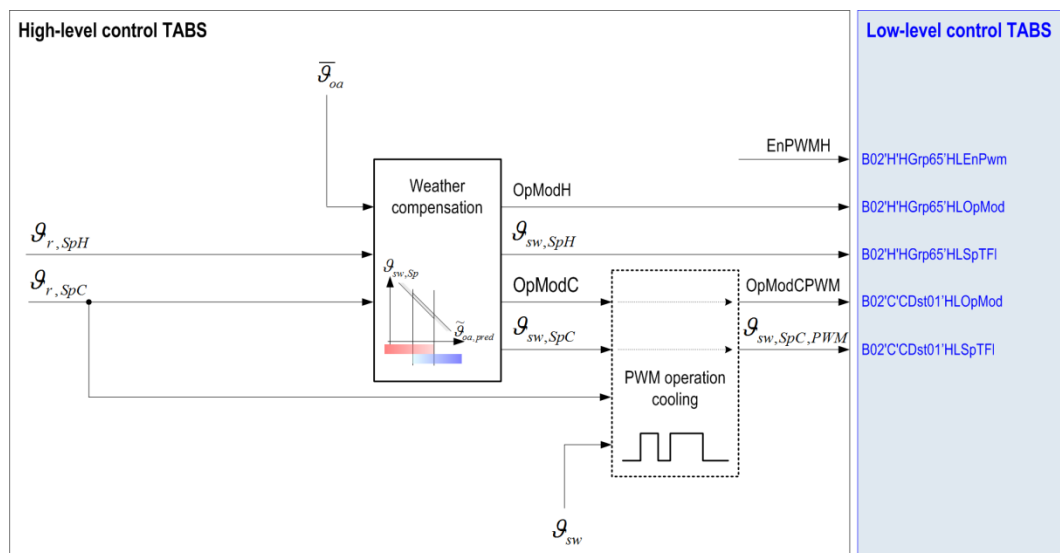 High-level control TABS
Low-level control TABS
ϑ̅oa
EnPWMH
B02'H'HGrp65'HLEnPwm
Weather
compensation
OpModH
B02'H'HGrp65'HLOpMod
ϑr,SpH
ϑsw,SpH
B02'H'HGrp65'HLSpTFl
ϑr,SpC
ϑsw,Sp
OpModC
OpModCPWM
B02'C'CDst01'HLOpMod
ϑ̃oa,pred
ϑsw,SpC
ϑsw,SpC,PWM
B02'C'CDst01'HLSpTFl
PWM operation
cooling
ϑsw